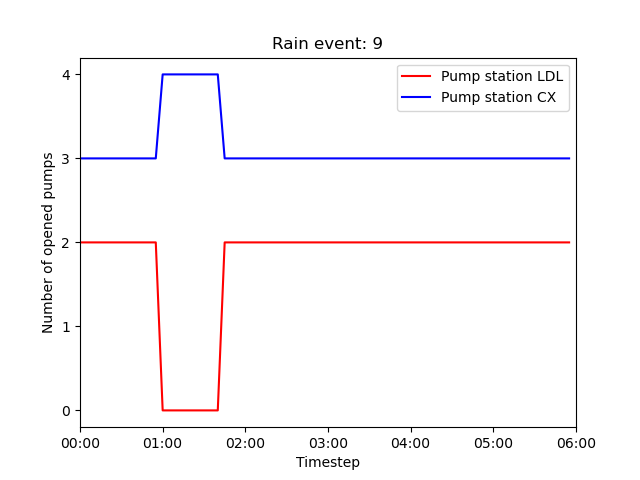 Rain event: 9
Pump station LDL
Pump station CX
Number of opened pumps
4
3
2
1
0
00:00 01:00 02:00 03:00 04:00 05:00 06:00
Timestep